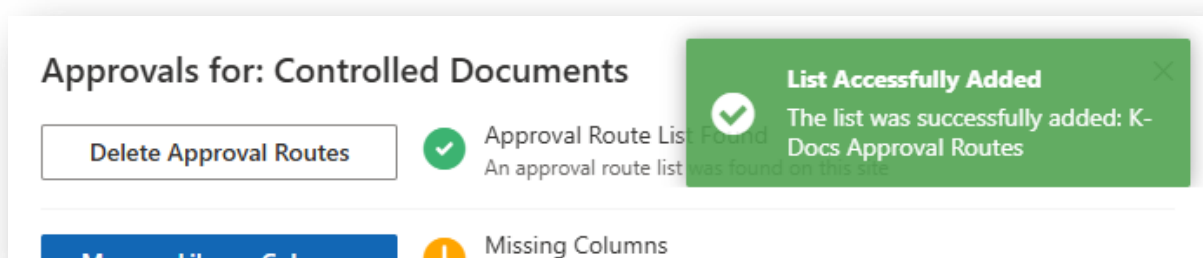 Approvals for: Controlled Documents
List Accessfully Added
The list was successfully added: K-
Docs Approval Routes
Delete Approval Routes
Approval Route List Found
An approval route list was found on this site
Missing Columns